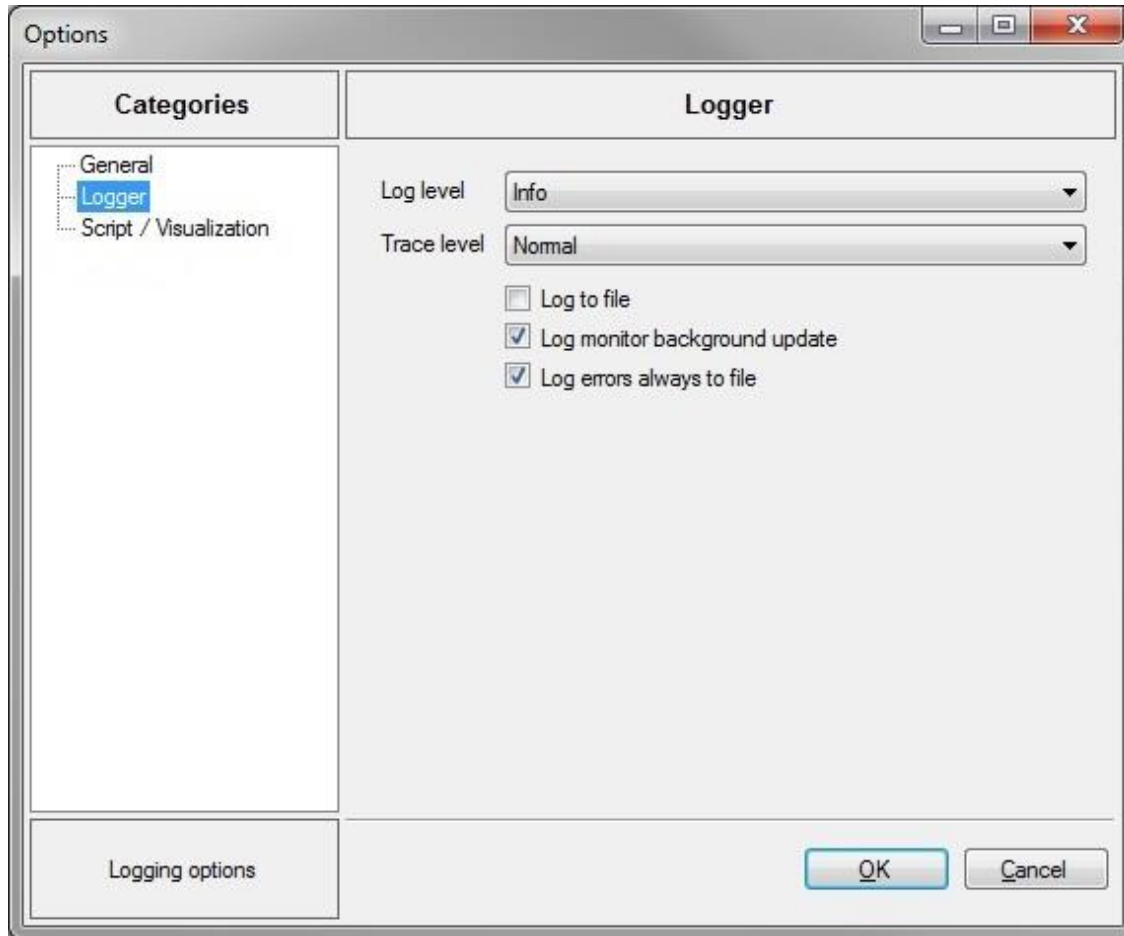 Options
Categories
General
Logger
Script / Visualization
Logging options
Logger
Log level
Info
Trace level
Normal
Log to file
Log monitor background update
Log errors always to file
OK
Cancel